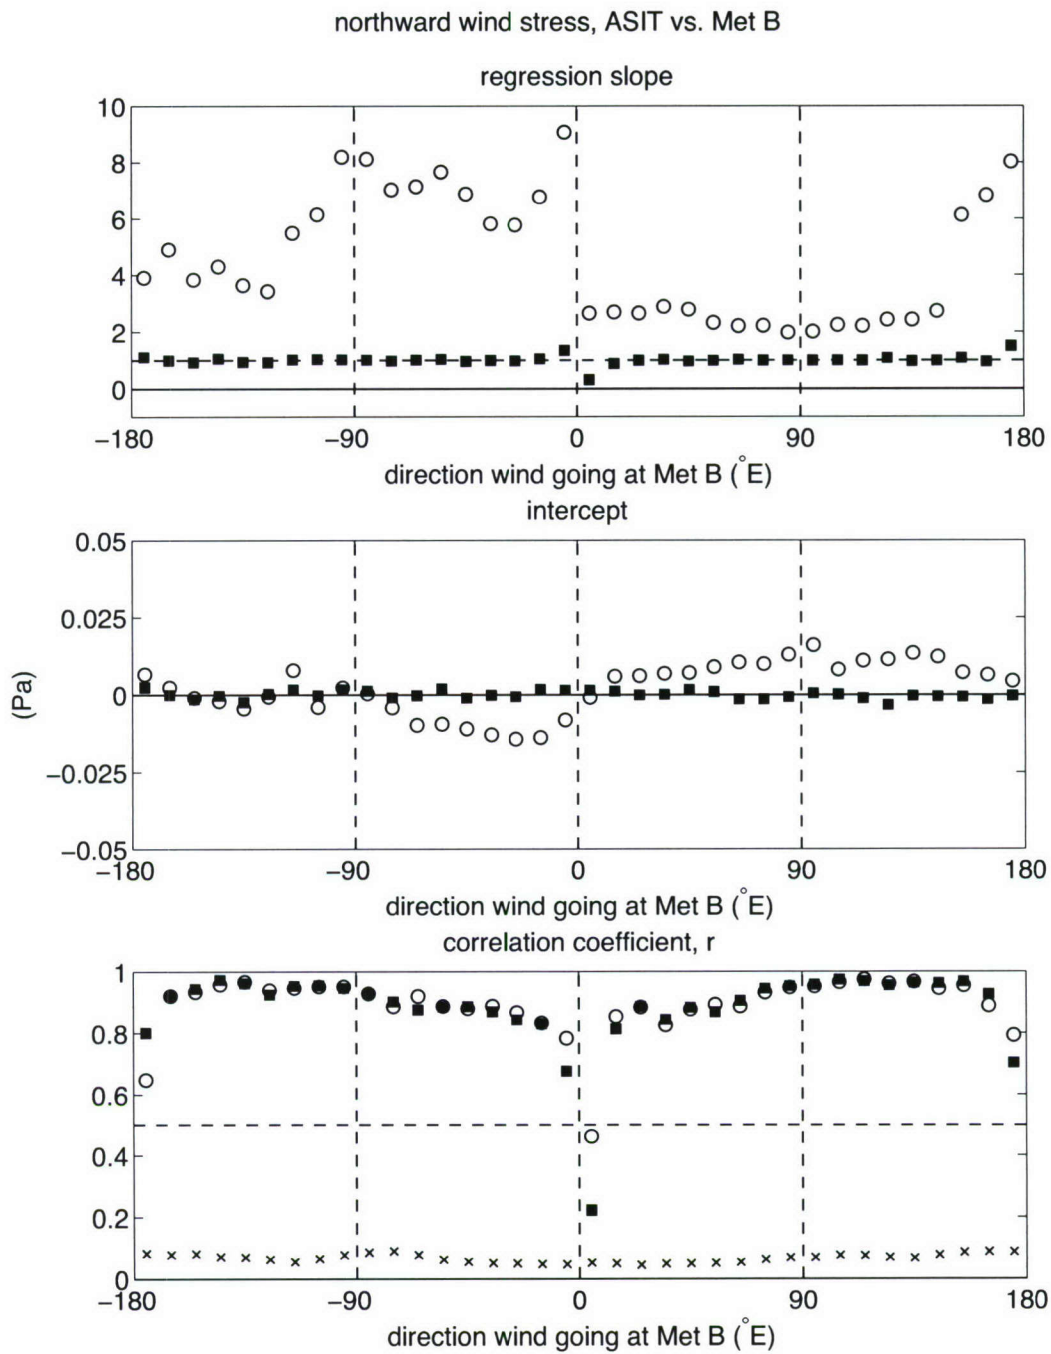 northward wind stress, ASIT vs. Met B
regression slope
10
8
6
4
2
0
−180 −90 0 90 180
direction wind going at Met B (°E)
intercept
0.05
0.025
0
−0.025
−0.05
(Pa)
−180 −90 0 90 180
direction wind going at Met B (°E)
correlation coefficient, r
1
0.8
0.6
0.4
0.2
0
−180 −90 0 90 180
direction wind going at Met B (°E)